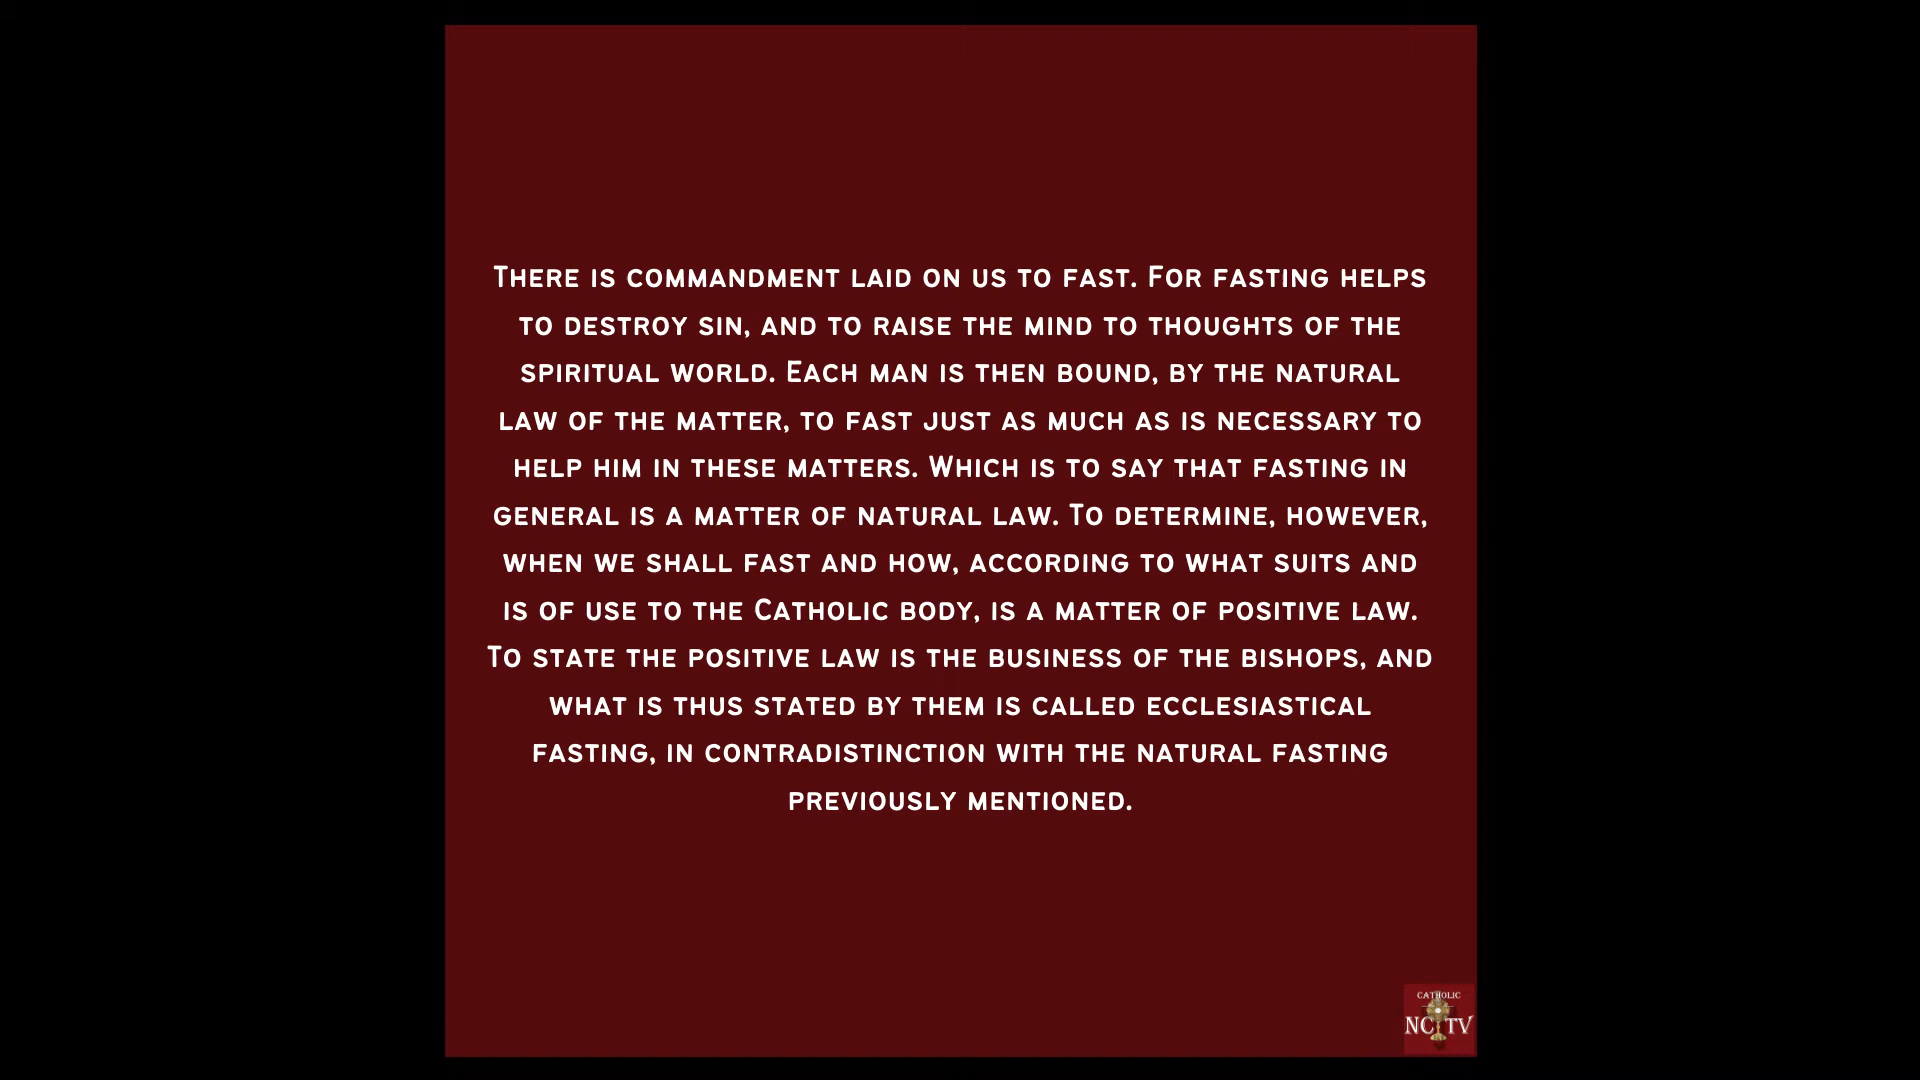 There is commandment laid on us to fast. For fasting helps
to destroy sin, and to raise the mind to thoughts of the
spiritual world. Each man is then bound, by the natural
law of the matter, to fast just as much as is necessary to
help him in these matters. Which is to say that fasting in
general is a matter of natural law. To determine, however,
when we shall fast and how, according to what suits and
is of use to the Catholic body, is a matter of positive law.
To state the positive law is the business of the bishops, and
what is thus stated by them is called ecclesiastical
fasting, in contradistinction with the natural fasting
previously mentioned.
CATHOLIC
NC TV